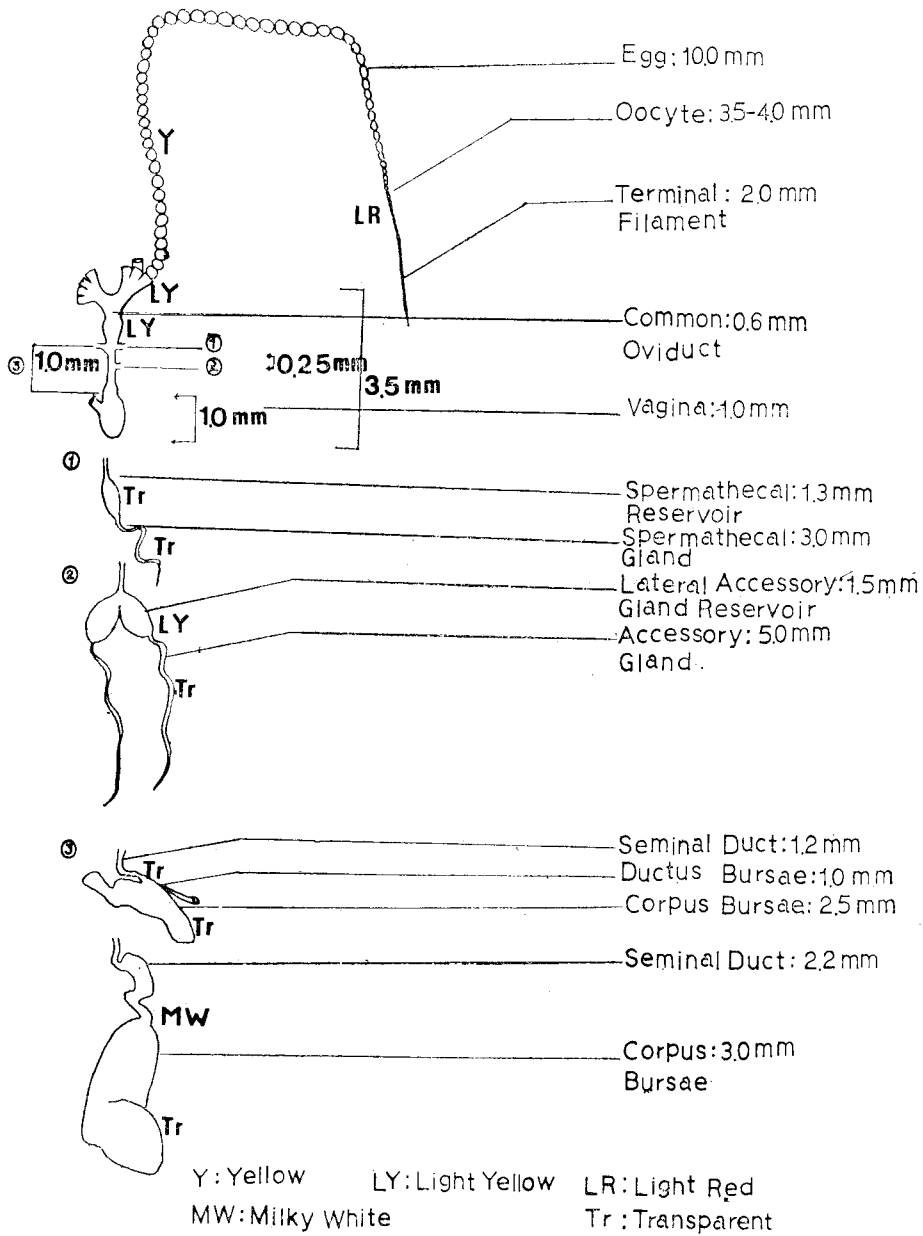 Egg: 10.0 mm
Oocyte: 3.5-4.0 mm
Y
Terminal: 2.0 mm
Filament
LR
LY
LY
Common: 0.6 mm
Oviduct
①
③ 1.0 mm
②
0.25 mm
3.5 mm
1.0 mm
Vagina: 1.0 mm
①
Tr
Spermathecal: 1.3 mm
Reservoir
Spermathecal: 3.0 mm
Gland
Tr
②
Lateral Accessory: 1.5 mm
Gland Reservoir
LY
Accessory: 5.0 mm
Gland
Tr
③
Seminal Duct: 1.2 mm
Tr
Ductus Bursae: 1.0 mm
Corpus Bursae: 2.5 mm
Tr
Seminal Duct: 2.2 mm
MW
Corpus: 3.0 mm
Bursae
Tr
Y: Yellow LY: Light Yellow LR: Light Red
MW: Milky White Tr: Transparent